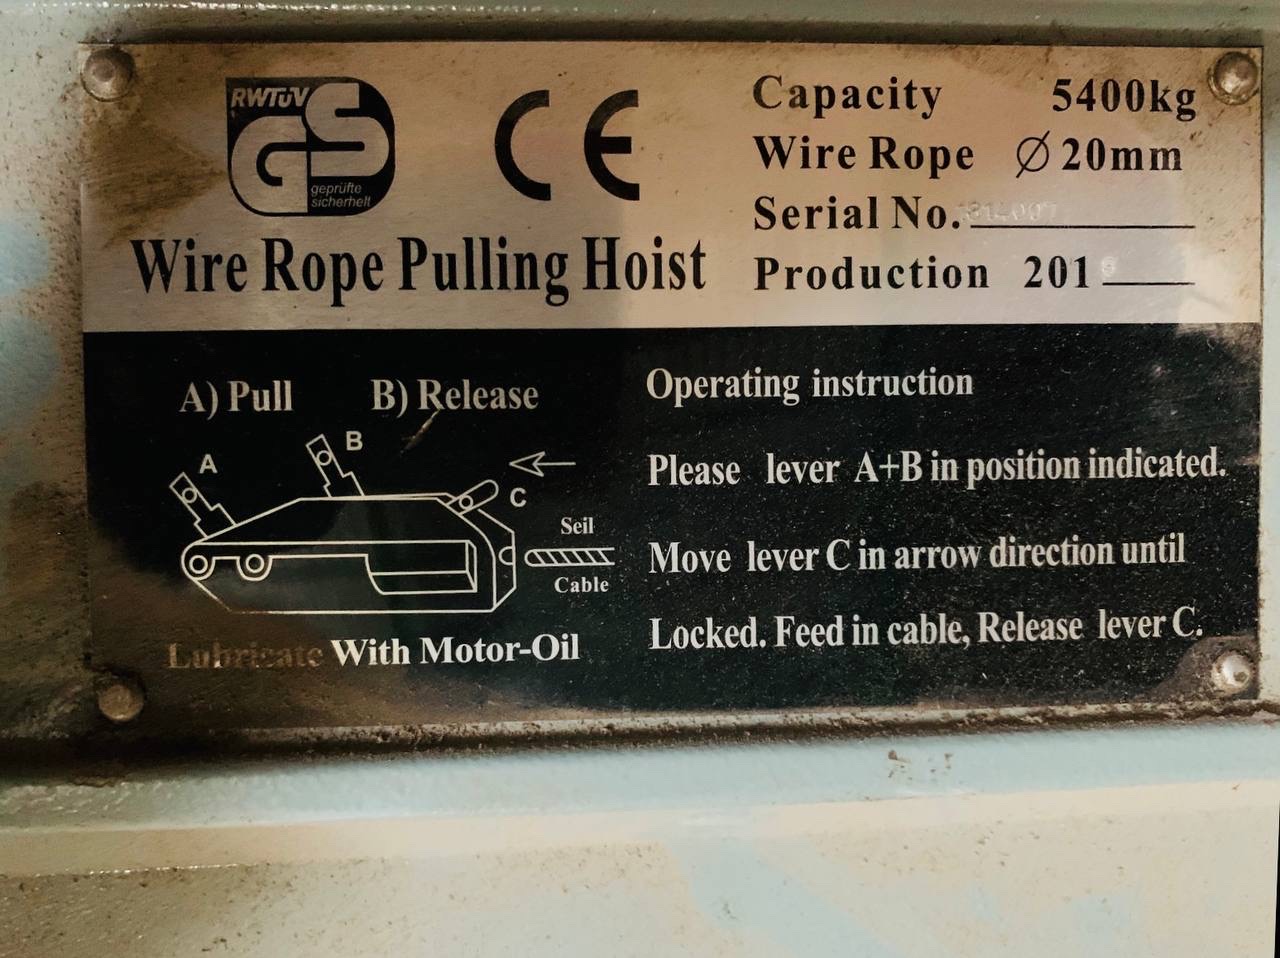 RWTüV
GS
geprüfte
sicherheit
CE
Wire Rope Pulling Hoist
Capacity 5400kg
Wire Rope Ø 20mm
Serial No.
Production 201
A) Pull B) Release
A
B
C
Seil
Cable
Lubricate With Motor-Oil
Operating instruction
Please lever A+B in position indicated.
Move lever C in arrow direction until
Locked. Feed in cable, Release lever C.